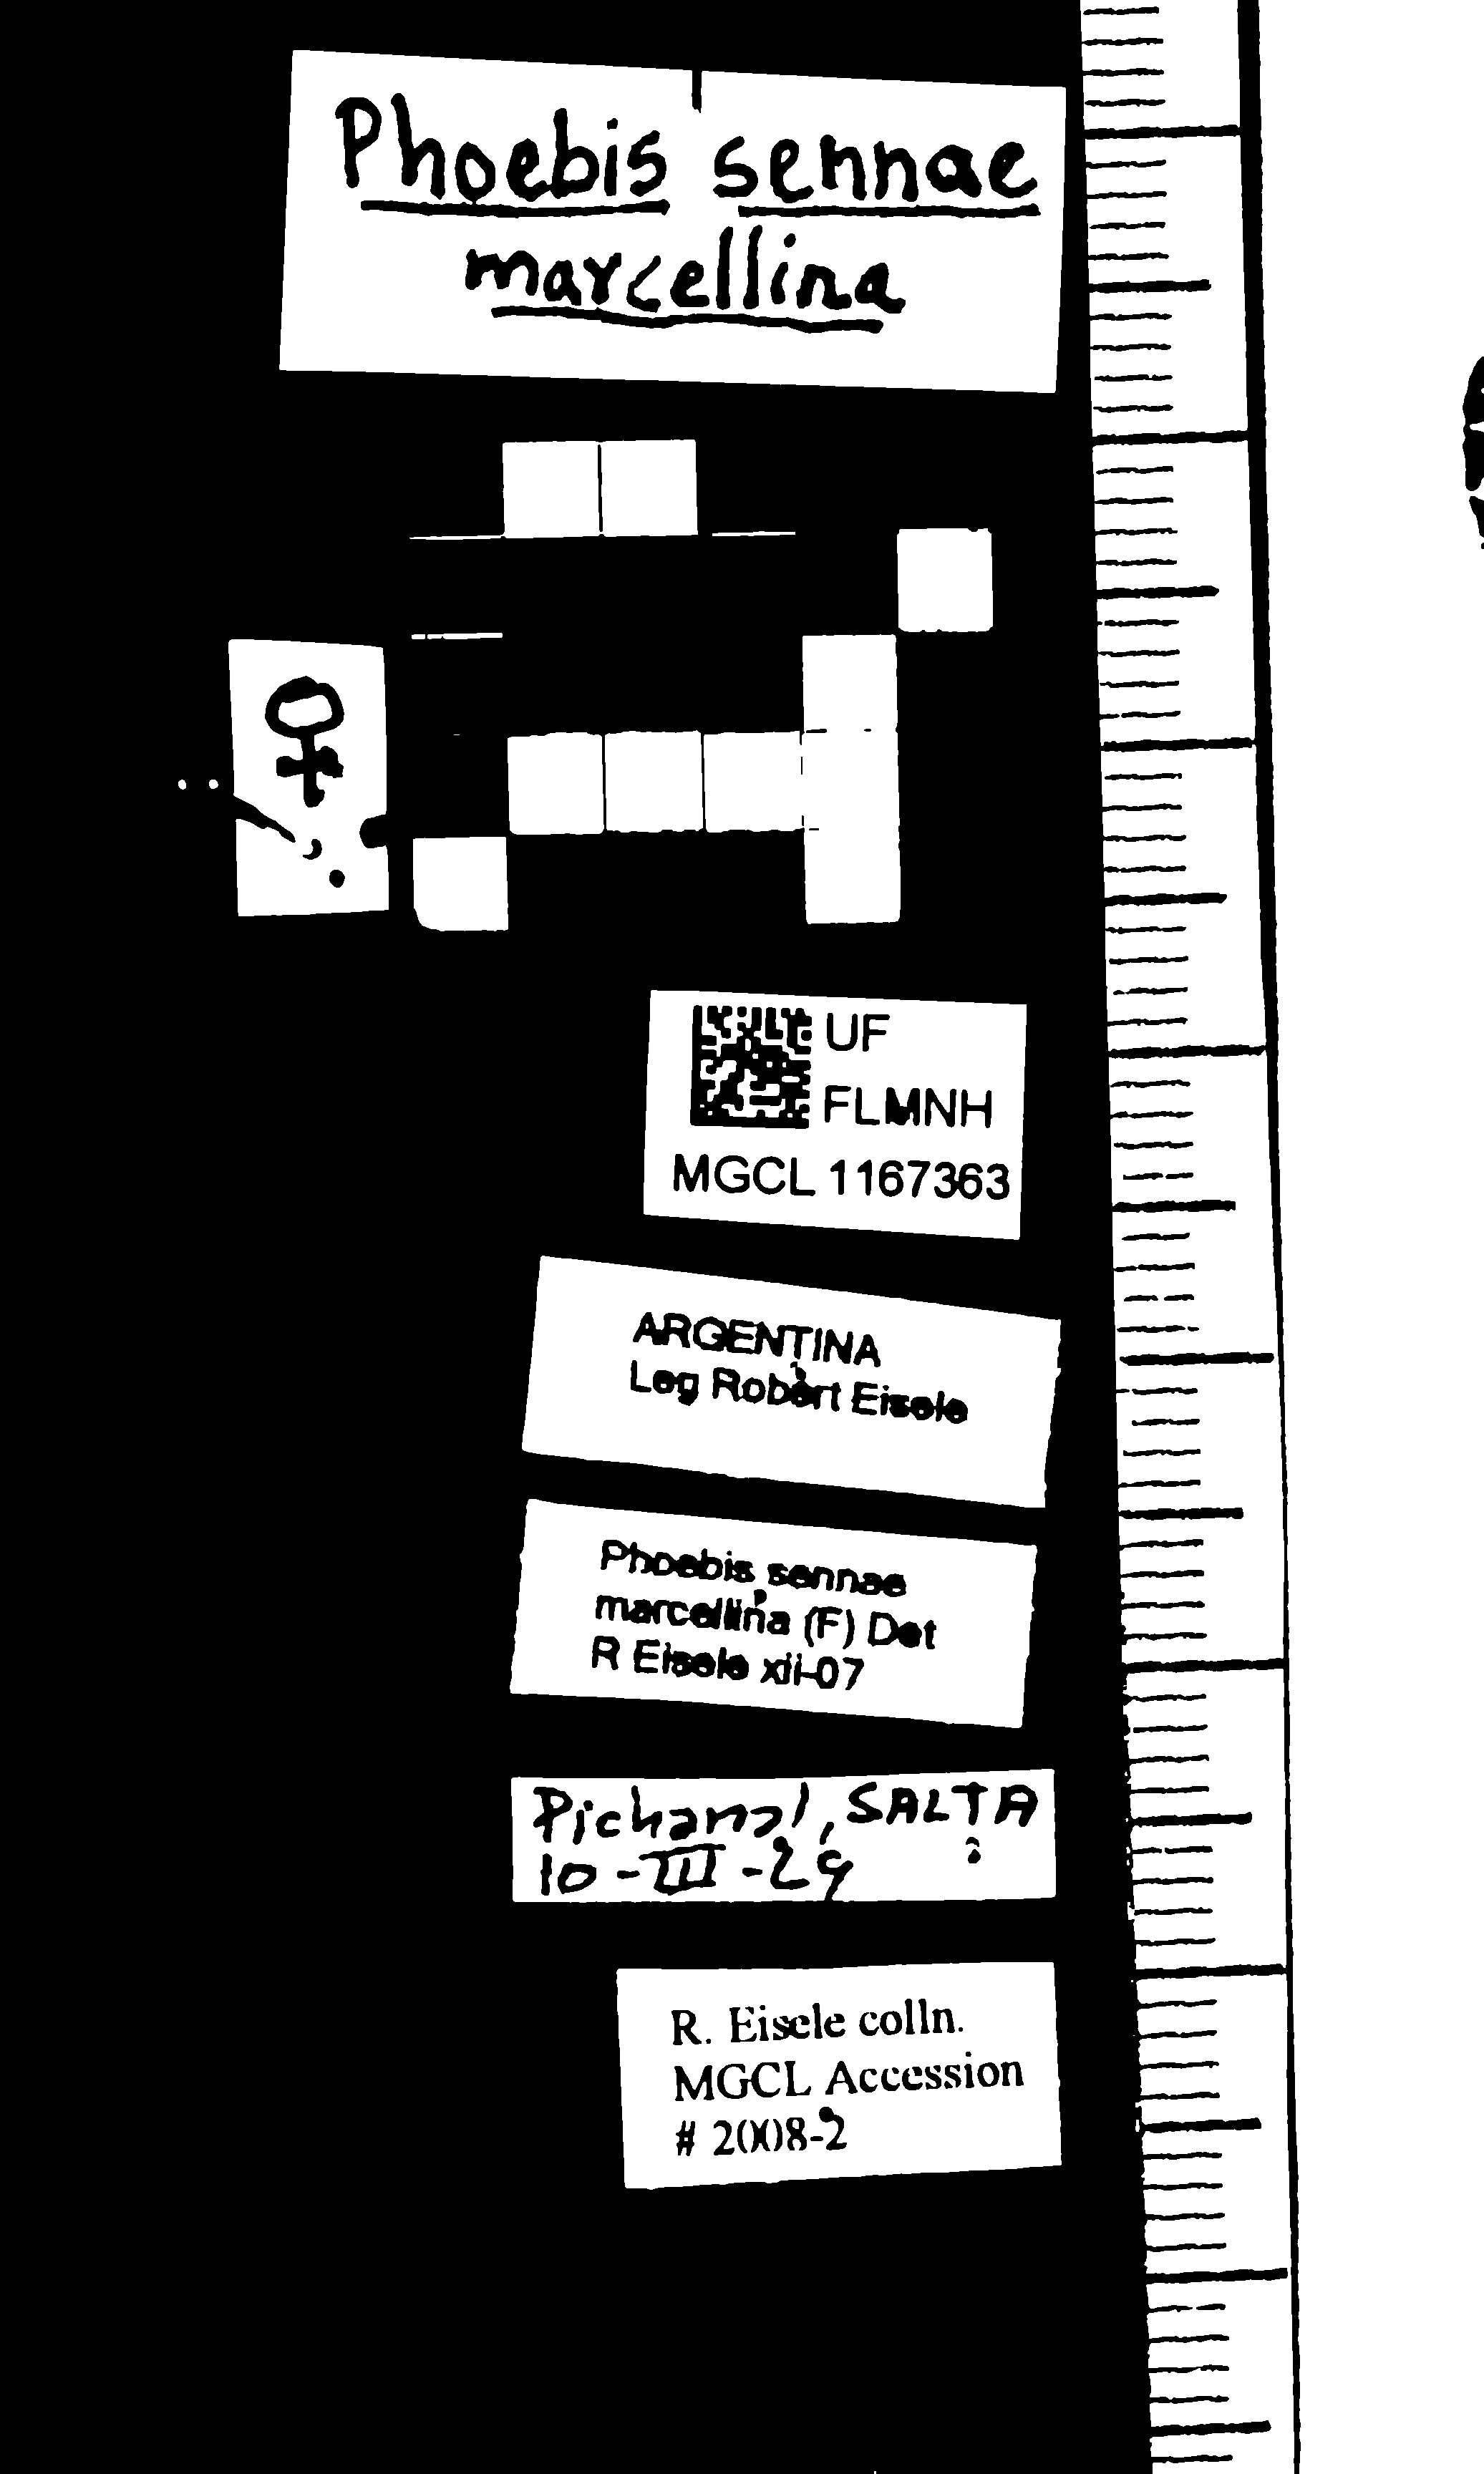 Phoebis sennae
marcellina
♀
UF
FLMNH
MGCL 1167363
ARGENTINA
Leg Robert Eisele
Phoebis sennae
marcellina (F) Det
R Eisele xii-07
Pichanal, SALTA
10-III-29
R. Eisele colln.
MGCL Accession
# 2008-2